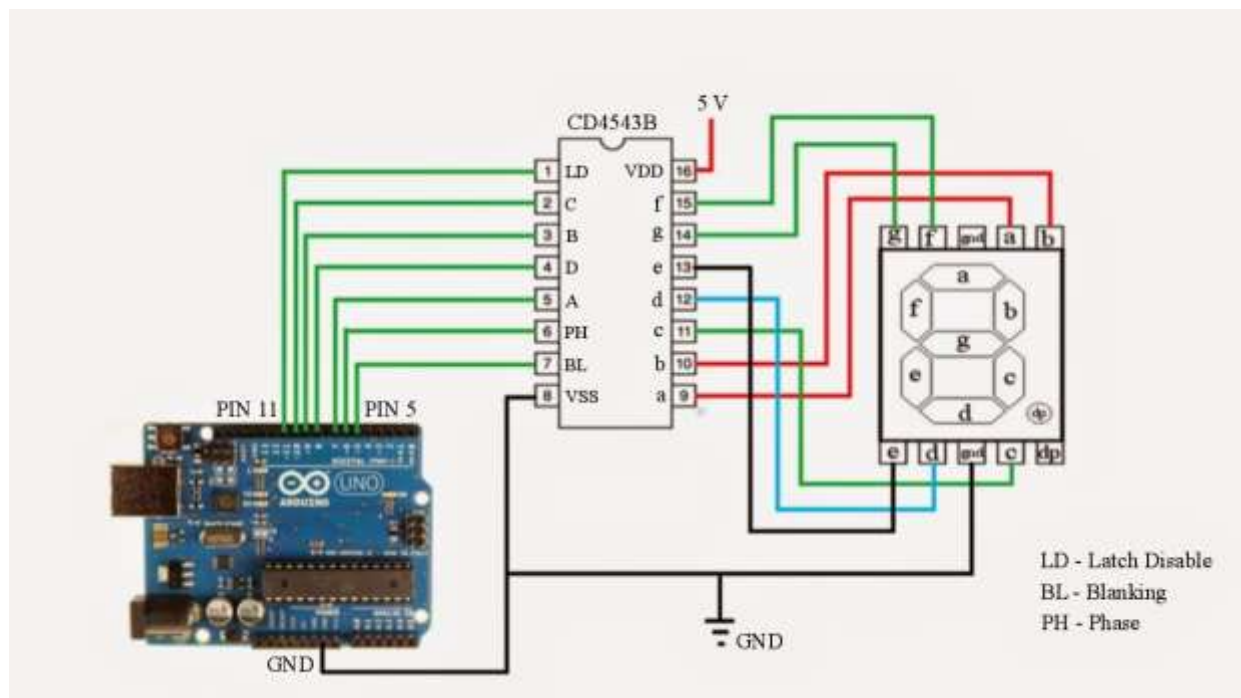 5 V
CD4543B
1 LD VDD 16
2 C f 15
3 B g 14
4 D e 13
5 A d 12
6 PH c 11
7 BL b 10
8 VSS a 9
g f gnd a b
a
f b
g
e c
d
dp
e d gnd c dp
PIN 11 PIN 5
UNO
ARDUINO
GND
GND
LD - Latch Disable
BL - Blanking
PH - Phase